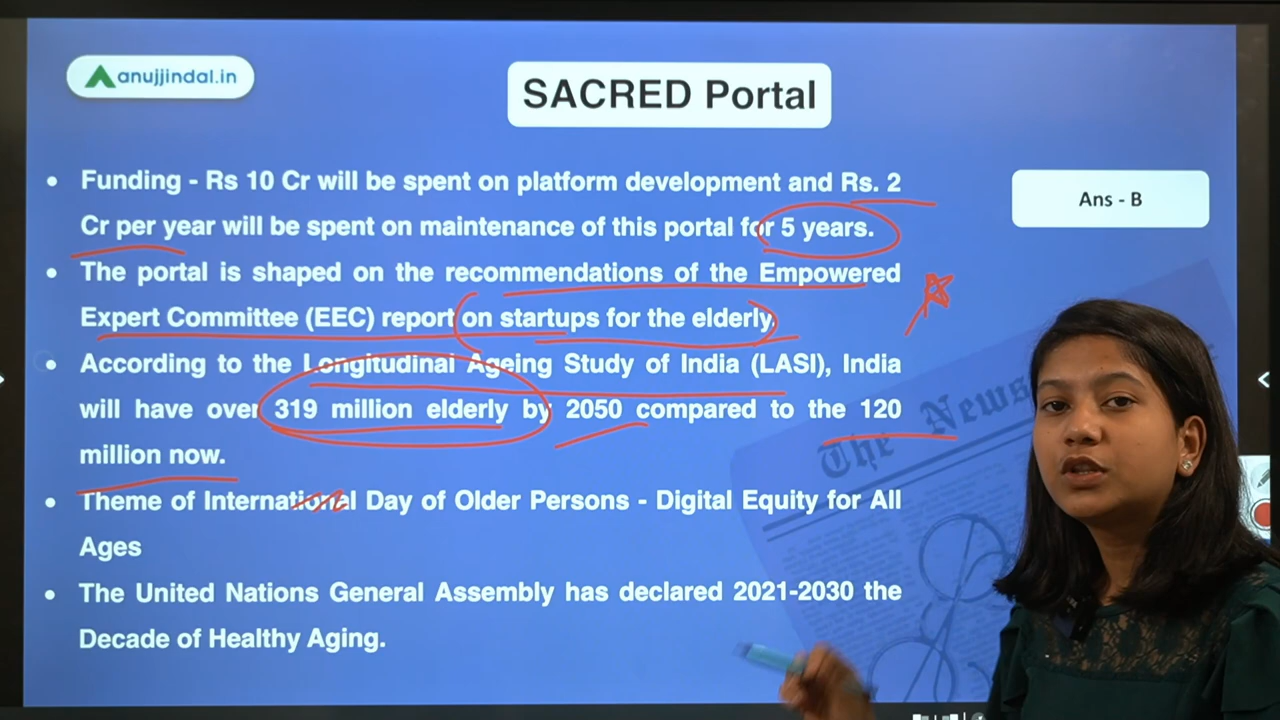 anujjindal.in
SACRED Portal
• Funding - Rs 10 Cr will be spent on platform development and Rs. 2
Cr per year will be spent on maintenance of this portal for 5 years.
Ans - B
• The portal is shaped on the recommendations of the Empowered
Expert Committee (EEC) report on startups for the elderly
• According to the Longitudinal Ageing Study of India (LASI), India
will have over 319 million elderly by 2050 compared to the 120
million now.
• Theme of International Day of Older Persons - Digital Equity for All
Ages
• The United Nations General Assembly has declared 2021-2030 the
Decade of Healthy Aging.
The News